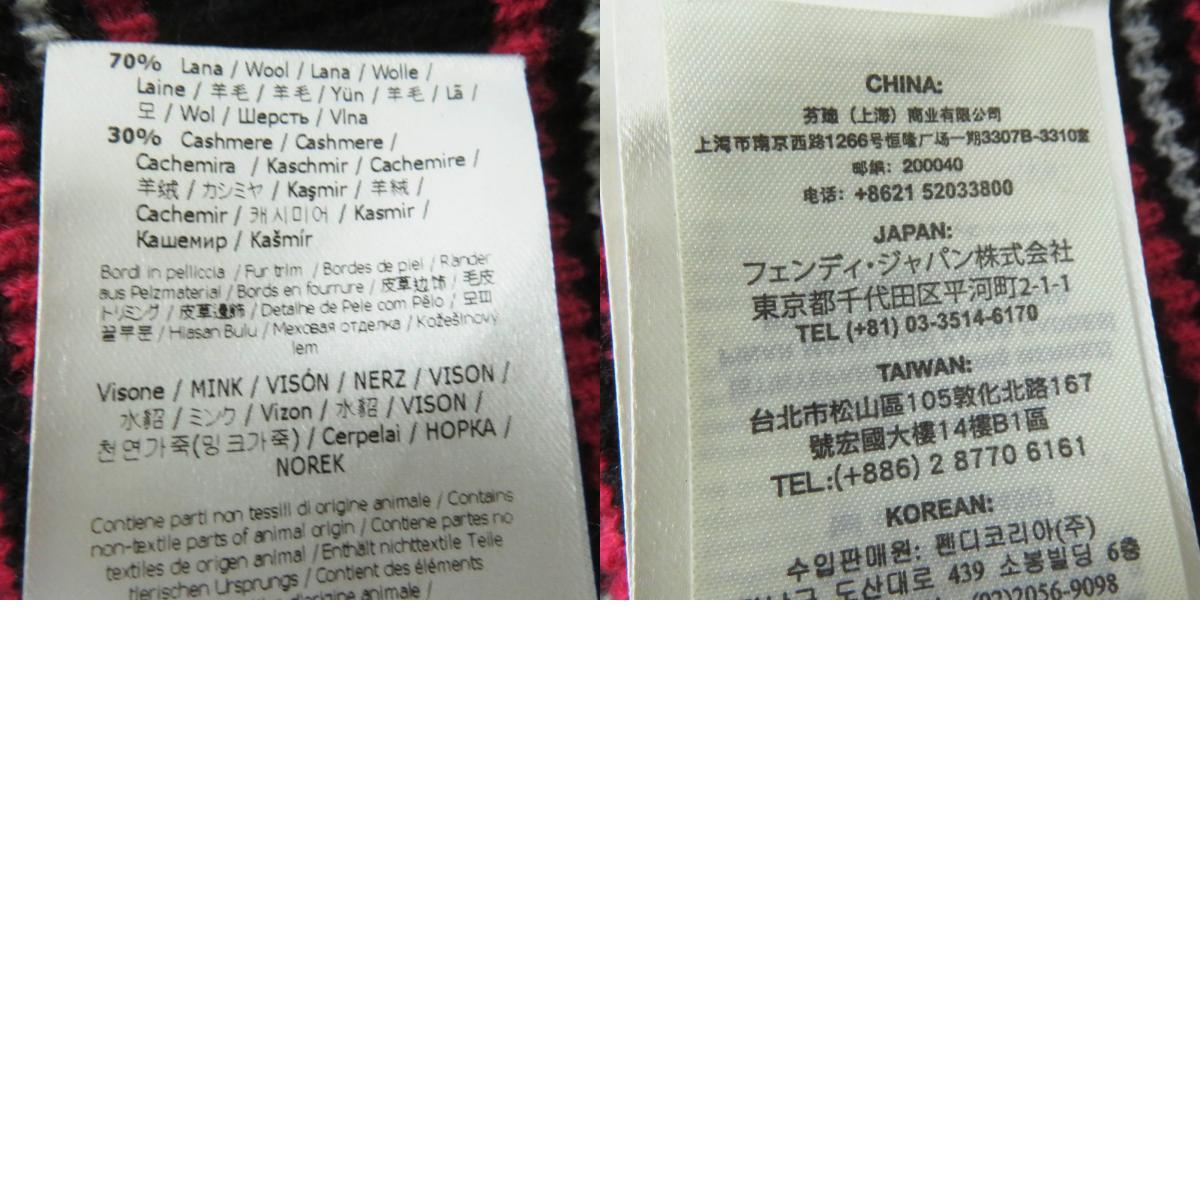 70% Lana / Wool / Lana / Wolle /
Laine / 羊毛 / 羊毛 / Yün / 羊毛 / Lã /
모 / Wol / Шерсть / Vlna
30% Cashmere / Cashmere /
Cachemira / Kaschmir / Cachemire /
羊绒 / カシミヤ / Kaşmir / 羊絨 /
Cachemir / 캐시미어 / Kasmir /
Кашемир / Kašmír
Bordi in pelliccia / Fur trim / Bordes de piel / Ränder
aus Pelzmaterial / Bords en fourrure / 皮草边饰 / 毛皮
トリミング / 皮草邊飾 / Detalhe de Pele com Pêlo / 모피
끝부분 / Hiasan Bulu / Меховая отделка / Kožešinový
lem
Visone / MINK / VISÓN / NERZ / VISON /
水貂 / ミンク / Vizon / 水貂 / VISON /
천연가죽(밍크가죽) / Cerpelai / НОРКА /
NOREK
Contiene parti non tessili di origine animale / Contains
non-textile parts of animal origin / Contiene partes no
textiles de origen animal / Enthält nichttextile Teile
tierischen Ursprungs / Contient des éléments
d'origine animale /
CHINA:
芬迪（上海）商业有限公司
上海市南京西路1266号恒隆广场一期3307B-3310室
邮编: 200040
电话: +8621 52033800
JAPAN:
フェンディ・ジャパン株式会社
東京都千代田区平河町2-1-1
TEL (+81) 03-3514-6170
TAIWAN:
台北市松山區105敦化北路167
號宏國大樓14樓B1區
TEL.:(+886) 2 8770 6161
KOREAN:
수입판매원: 펜디코리아(주)
도산대로 439 소봉빌딩 6층
(02)2056-9098